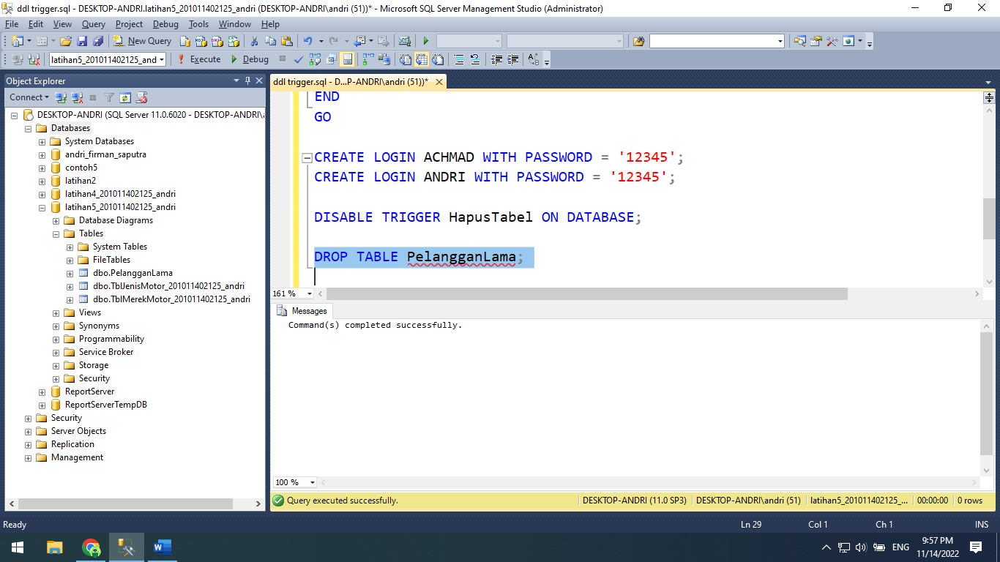 ddl trigger.sql - DESKTOP-ANDRI.latihan5_201011402125_andri (DESKTOP-ANDRI\andri (51))* - Microsoft SQL Server Management Studio (Administrator)
File Edit View Query Project Debug Tools Window Help
New Query
latihan5_201011402125_and
Execute Debug
Object Explorer
Connect
DESKTOP-ANDRI (SQL Server 11.0.6020 - DESKTOP-ANDRI\
Databases
System Databases
andri_firman_saputra
contoh5
latihan2
latihan4_201011402125_andri
latihan5_201011402125_andri
Database Diagrams
Tables
System Tables
FileTables
dbo.PelangganLama
dbo.TblJenisMotor_201011402125_andri
dbo.TblMerekMotor_201011402125_andri
Views
Synonyms
Programmability
Service Broker
Storage
Security
ReportServer
ReportServerTempDB
Security
Server Objects
Replication
Management
ddl trigger.sql - D...P-ANDRI\andri (51))*
END
GO
CREATE LOGIN ACHMAD WITH PASSWORD = '12345';
CREATE LOGIN ANDRI WITH PASSWORD = '12345';
DISABLE TRIGGER HapusTabel ON DATABASE;
DROP TABLE PelangganLama;
161 %
Messages
Command(s) completed successfully.
100 %
Query executed successfully. DESKTOP-ANDRI (11.0 SP3) DESKTOP-ANDRI\andri (51) latihan5_201011402125_... 00:00:00 0 rows
Ready Ln 29 Col 1 Ch 1 INS
ENG
9:57 PM
11/14/2022